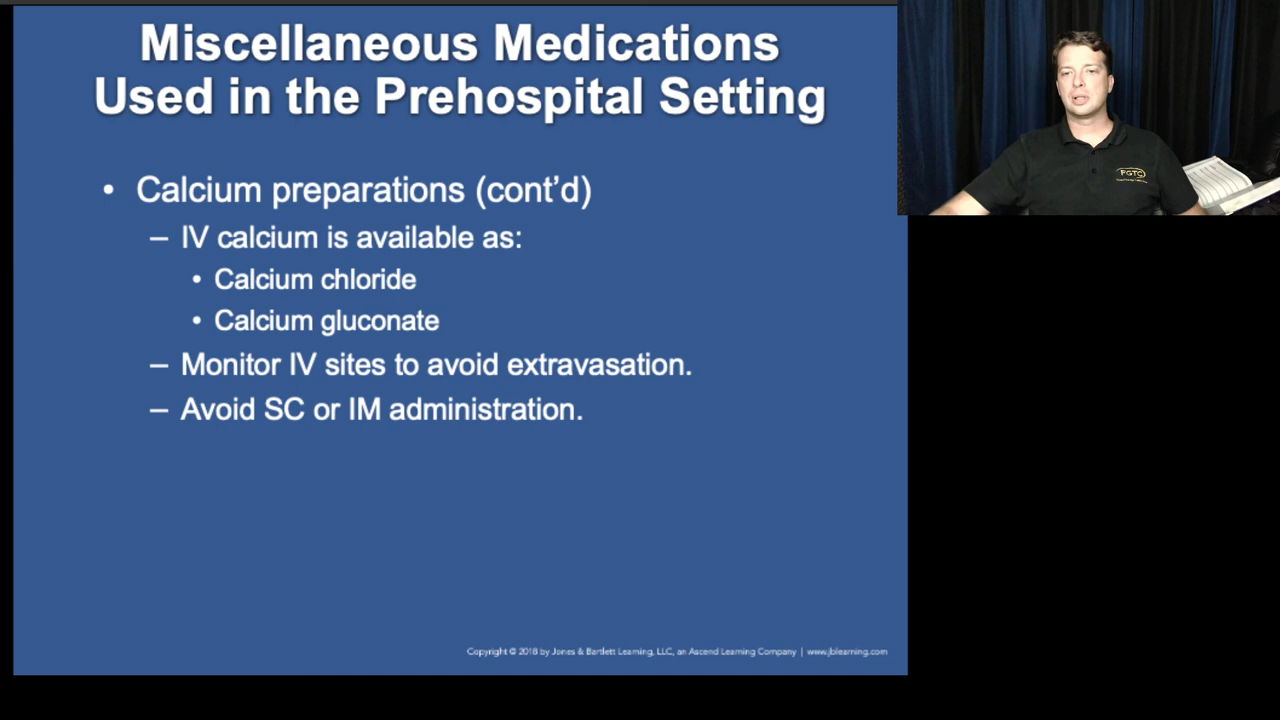 Miscellaneous Medications
Used in the Prehospital Setting
• Calcium preparations (cont’d)
– IV calcium is available as:
• Calcium chloride
• Calcium gluconate
– Monitor IV sites to avoid extravasation.
– Avoid SC or IM administration.
Copyright © 2018 by Jones & Bartlett Learning, LLC, an Ascend Learning Company | www.jblearning.com
FGTC